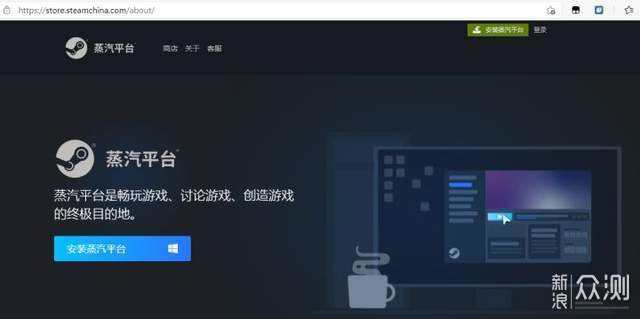 https://store.steamchina.com/about/
安装蒸汽平台 登录
蒸汽平台 商店 关于 客服
蒸汽平台
蒸汽平台是畅玩游戏、讨论游戏、创造游戏
的终极目的地。
安装蒸汽平台
新浪众测